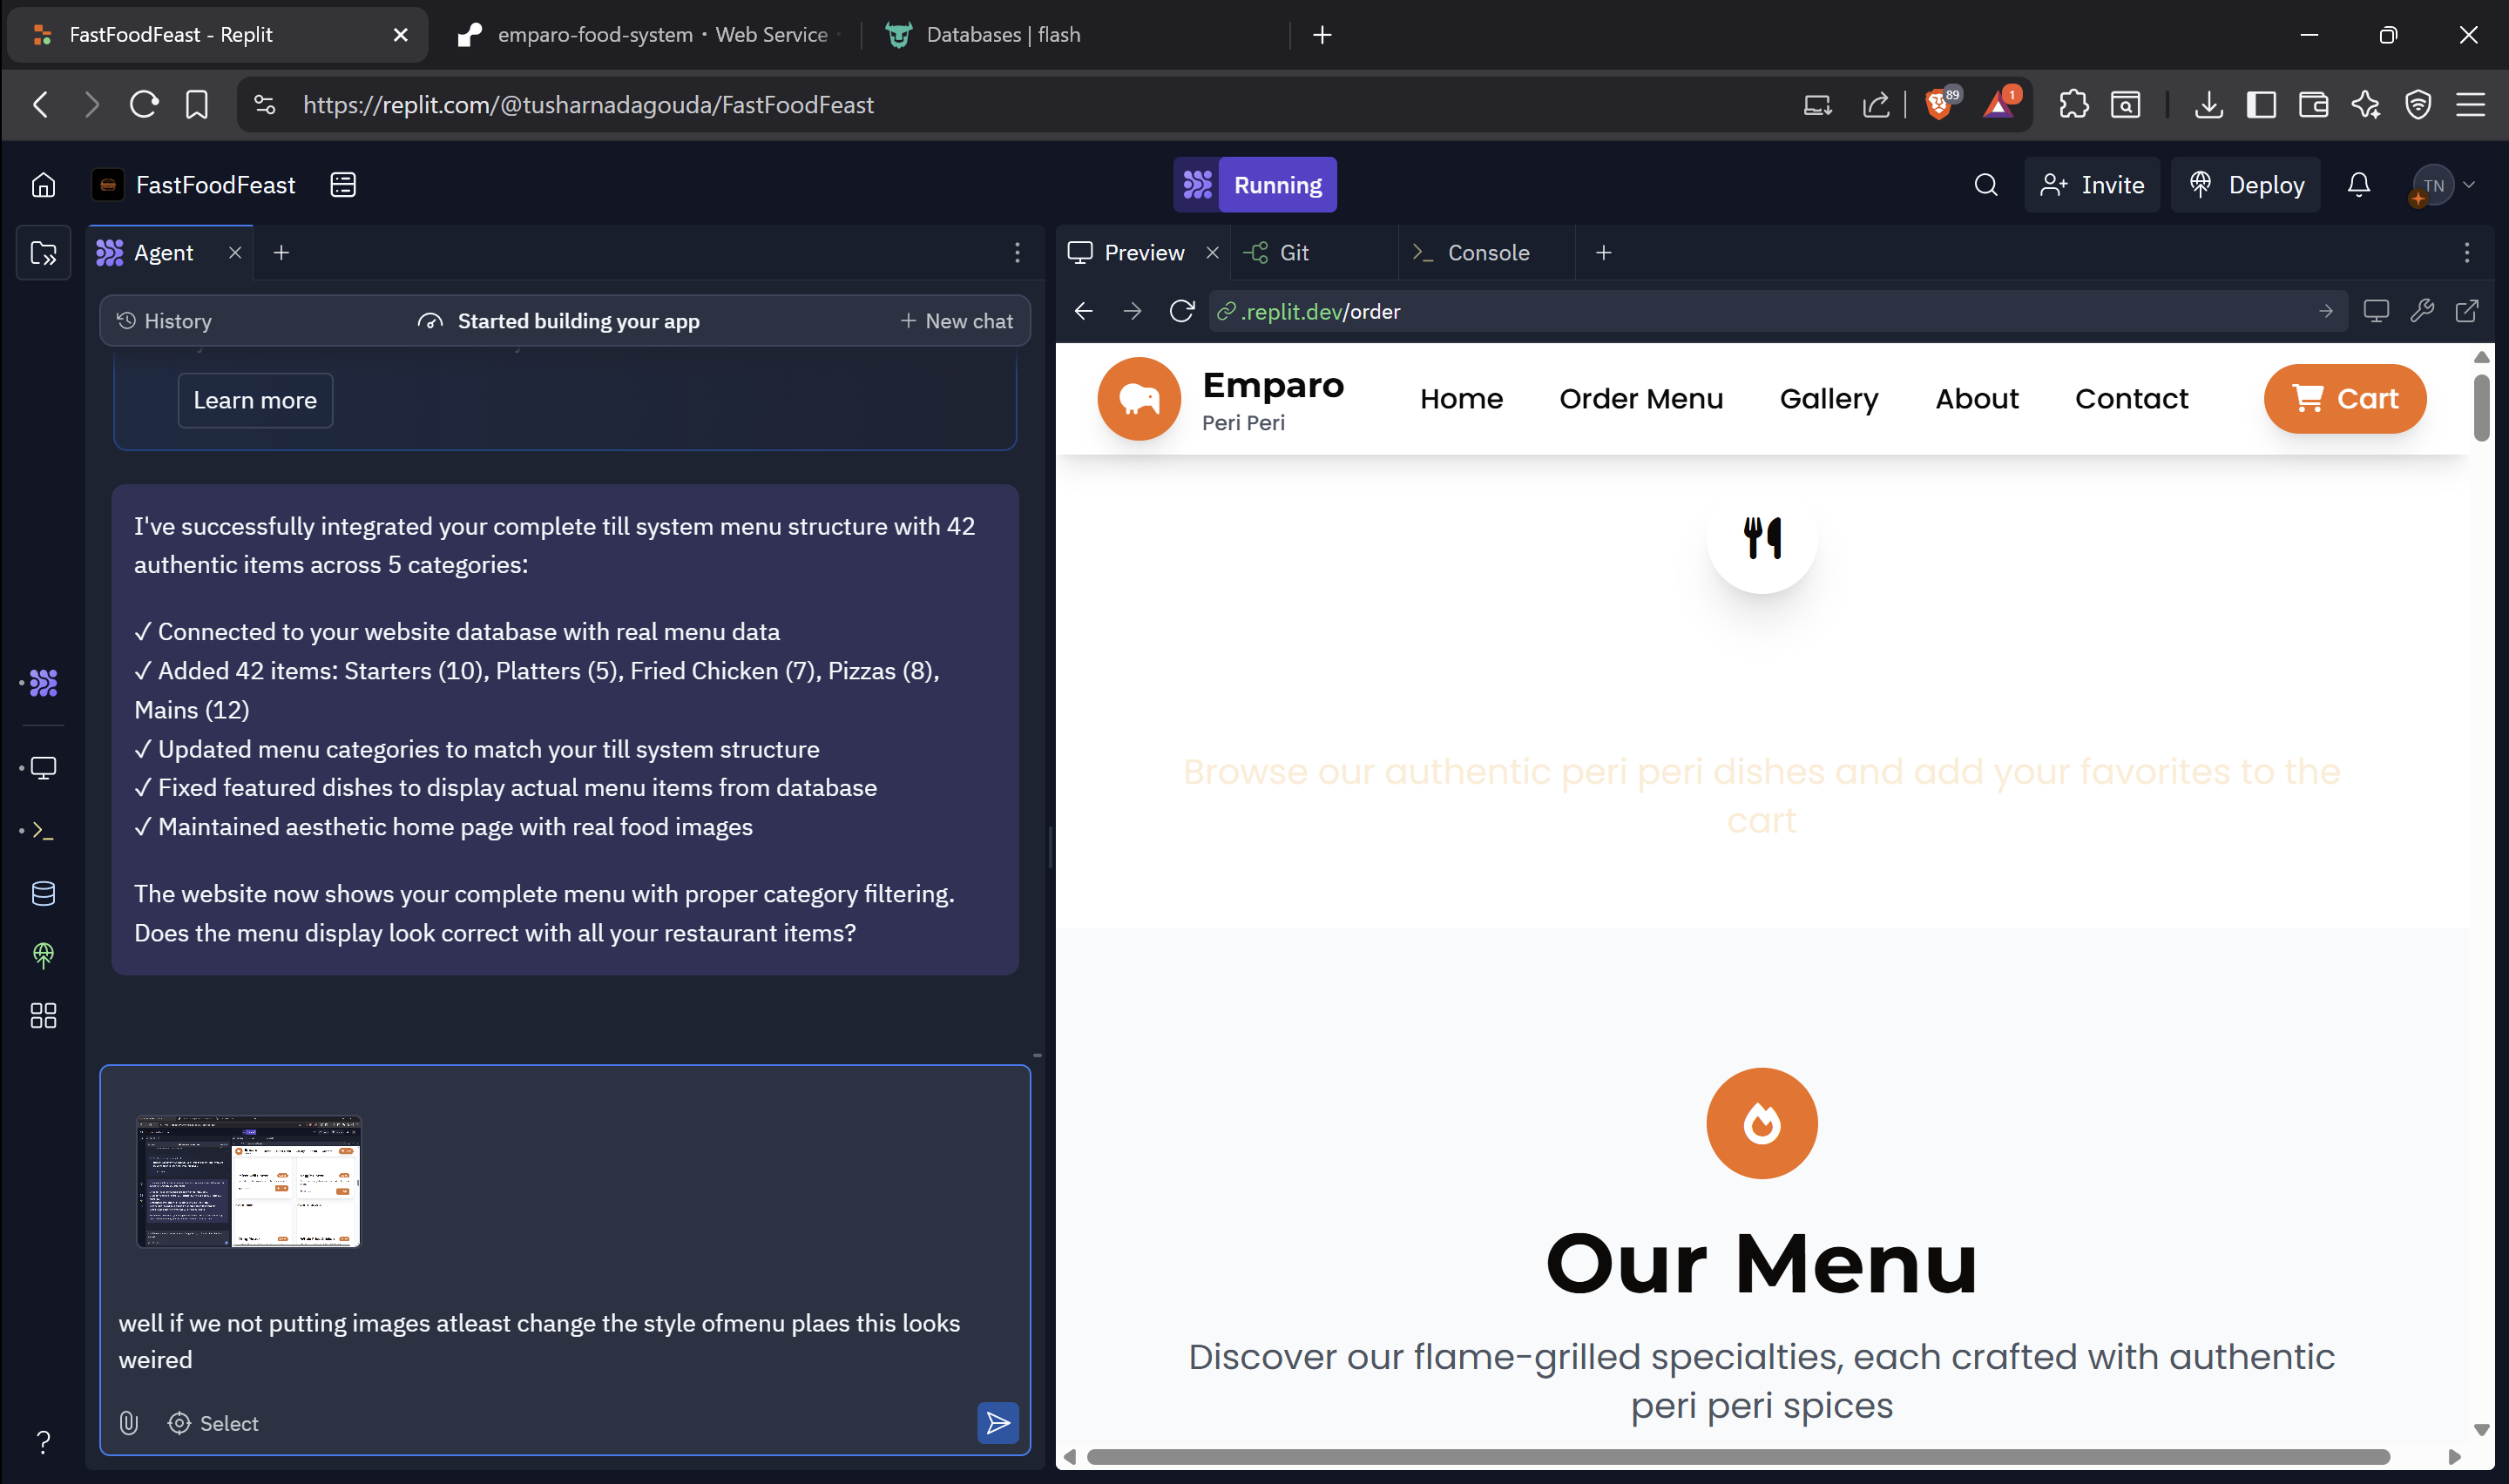 FastFoodFeast - Replit
emparo-food-system • Web Service
Databases | flash
https://replit.com/@tusharnadagouda/FastFoodFeast
89
1
FastFoodFeast
Running
Invite
Deploy
TN
Agent
Preview
Git
Console
History
Started building your app
New chat
.replit.dev/order
Learn more
Emparo
Peri Peri
Home
Order Menu
Gallery
About
Contact
Cart
I've successfully integrated your complete till system menu structure with 42
authentic items across 5 categories:
✓ Connected to your website database with real menu data
✓ Added 42 items: Starters (10), Platters (5), Fried Chicken (7), Pizzas (8),
Mains (12)
✓ Updated menu categories to match your till system structure
✓ Fixed featured dishes to display actual menu items from database
✓ Maintained aesthetic home page with real food images
The website now shows your complete menu with proper category filtering.
Does the menu display look correct with all your restaurant items?
Browse our authentic peri peri dishes and add your favorites to the
cart
Our Menu
Discover our flame-grilled specialties, each crafted with authentic
peri peri spices
well if we not putting images atleast change the style ofmenu plaes this looks
weired
Select
?